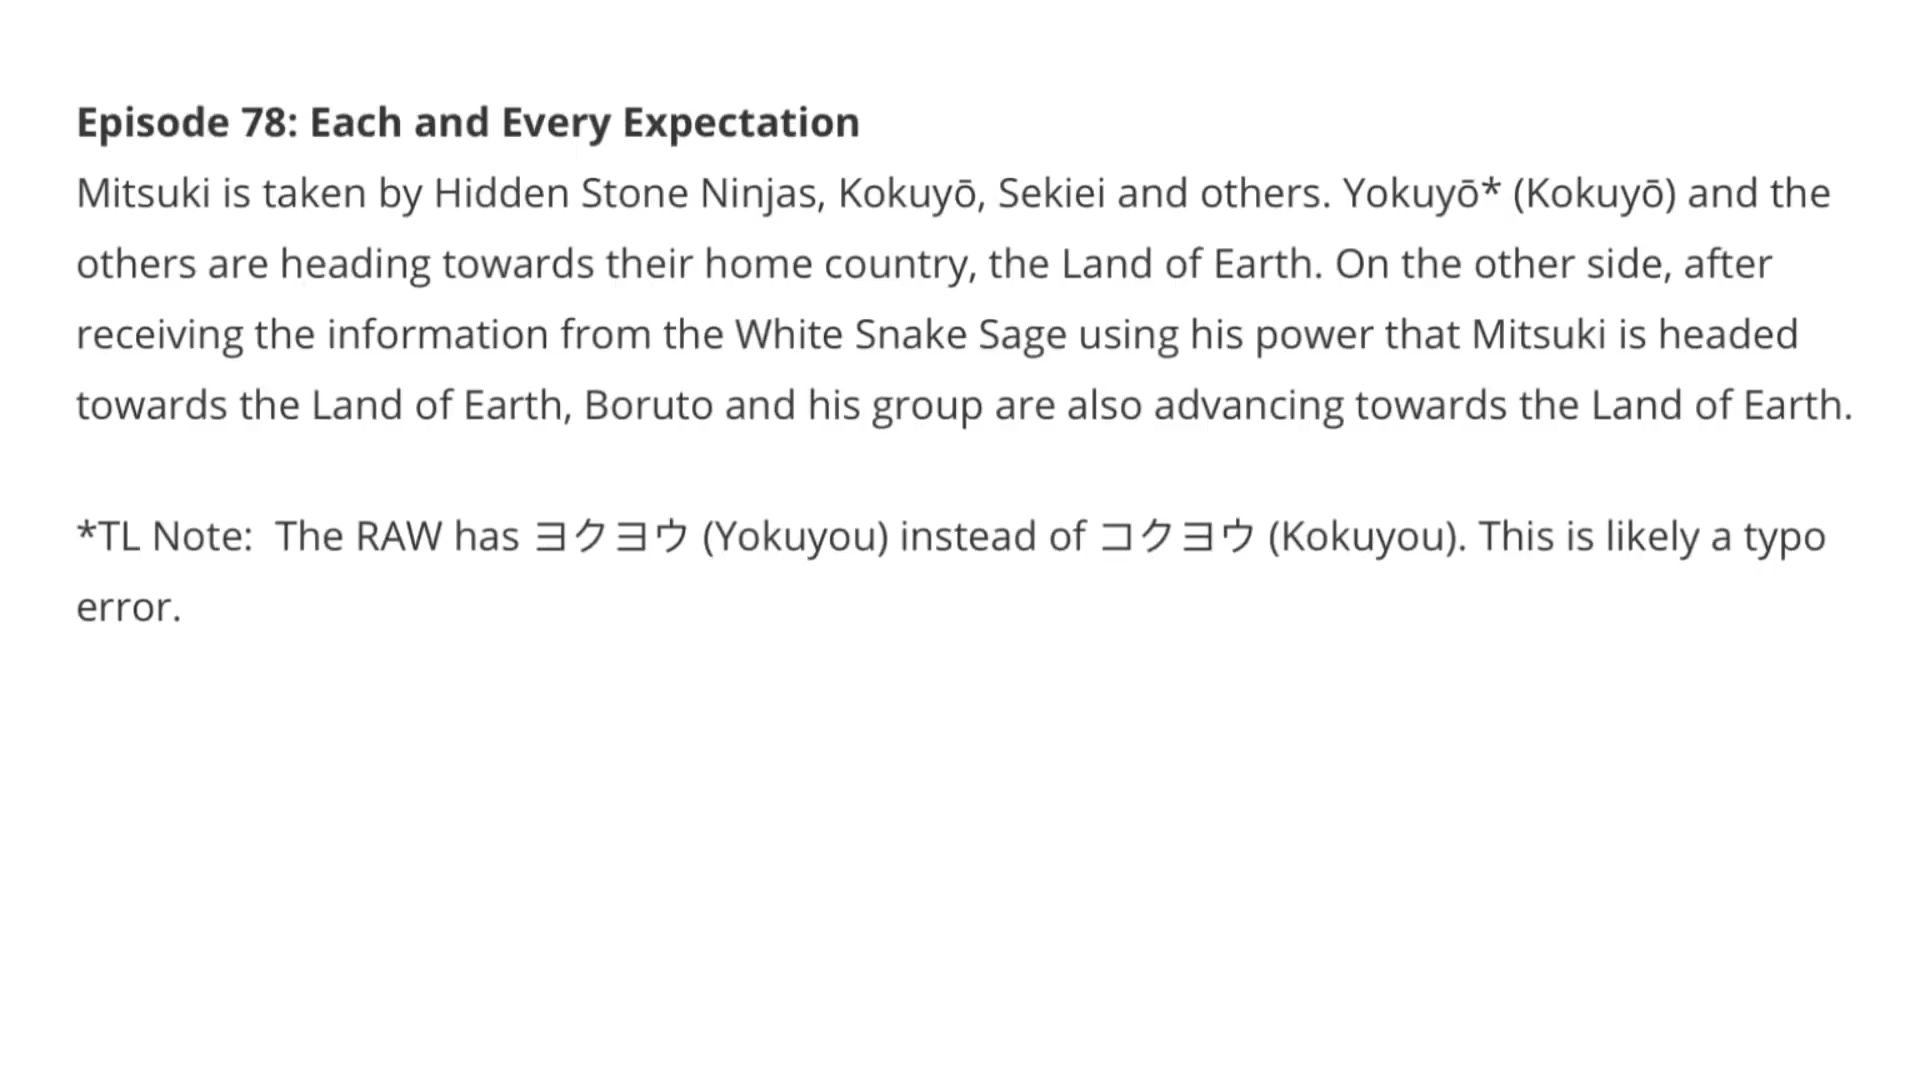 Episode 78: Each and Every Expectation
Mitsuki is taken by Hidden Stone Ninjas, Kokuyō, Sekiei and others. Yokuyō* (Kokuyō) and the
others are heading towards their home country, the Land of Earth. On the other side, after
receiving the information from the White Snake Sage using his power that Mitsuki is headed
towards the Land of Earth, Boruto and his group are also advancing towards the Land of Earth.
*TL Note:  The RAW has ヨクヨウ (Yokuyou) instead of コクヨウ (Kokuyou). This is likely a typo
error.